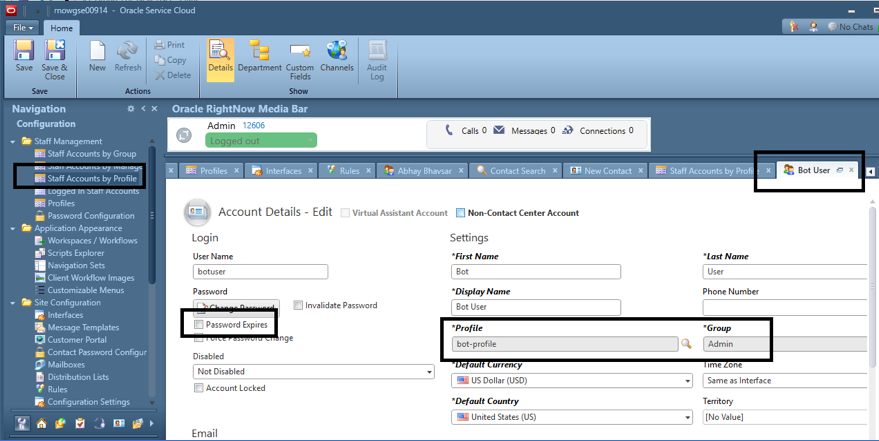 rnowgse00914 - Oracle Service Cloud
File
Home
No Chats
Save
Save & Close
New
Refresh
Print
Copy
Delete
Details
Department
Custom Fields
Channels
Audit Log
Save
Actions
Show
Navigation
Configuration
Staff Management
Staff Accounts by Group
Staff Accounts by Manage
Staff Accounts by Profile
Logged In Staff Accounts
Profiles
Password Configuration
Application Appearance
Workspaces / Workflows
Scripts Explorer
Navigation Sets
Client Workflow Images
Customizable Menus
Site Configuration
Interfaces
Message Templates
Customer Portal
Contact Password Configur
Mailboxes
Distribution Lists
Rules
Configuration Settings
Oracle RightNow Media Bar
Admin 12606
Logged out
Calls 0 Messages 0 Connections 0
Profiles
Interfaces
Rules
Abhay Bhavsar
Contact Search
New Contact
Staff Accounts by Profile
Bot User
Account Details - Edit
Virtual Assistant Account
Non-Contact Center Account
Login
User Name
botuser
Password
Change Password
Invalidate Password
Password Expires
Force Password Change
Disabled
Not Disabled
Account Locked
Email
Settings
*First Name
Bot
*Last Name
User
*Display Name
Bot User
Phone Number
*Profile
bot-profile
*Group
Admin
*Default Currency
US Dollar (USD)
Time Zone
Same as Interface
*Default Country
United States (US)
Territory
[No Value]